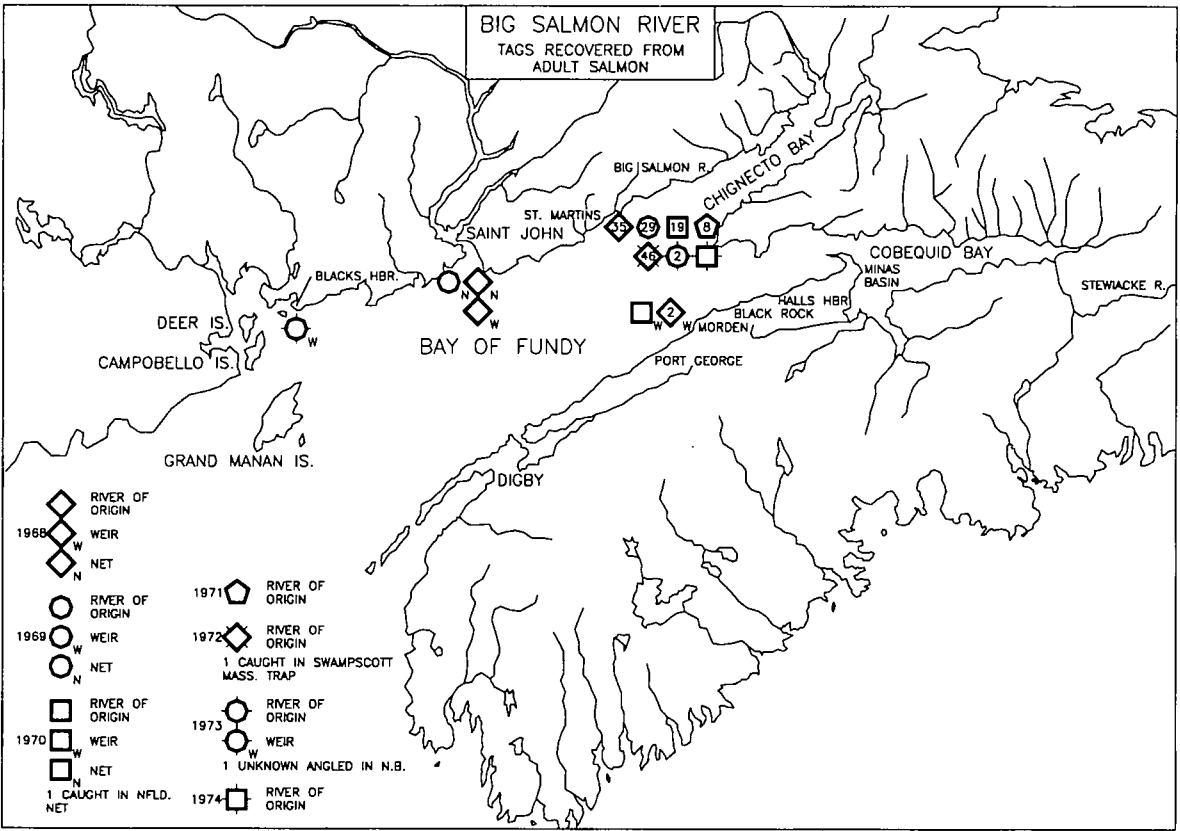 BIG SALMON RIVER
TAGS RECOVERED FROM
ADULT SALMON
BIG SALMON R.
CHIGNECTO BAY
ST. MARTINS
35
29
19
8
SAINT JOHN
46
2
COBEQUID BAY
MINAS
BASIN
BLACKS HBR.
N
N
STEWIACKE R.
HALLS HBR
BLACK ROCK
W
2
W
MORDEN
W
DEER IS.
W
BAY OF FUNDY
CAMPOBELLO IS.
PORT GEORGE
GRAND MANAN IS.
DIGBY
RIVER OF
ORIGIN
1968
W
WEIR
N
NET
RIVER OF
ORIGIN
1969
W
WEIR
N
NET
RIVER OF
ORIGIN
1970
W
WEIR
N
NET
1 CAUGHT IN NFLD.
NET
1971
RIVER OF
ORIGIN
1972
RIVER OF
ORIGIN
1 CAUGHT IN SWAMPSCOTT
MASS. TRAP
RIVER OF
ORIGIN
1973
W
WEIR
1 UNKNOWN ANGLED IN N.B.
1974
RIVER OF
ORIGIN